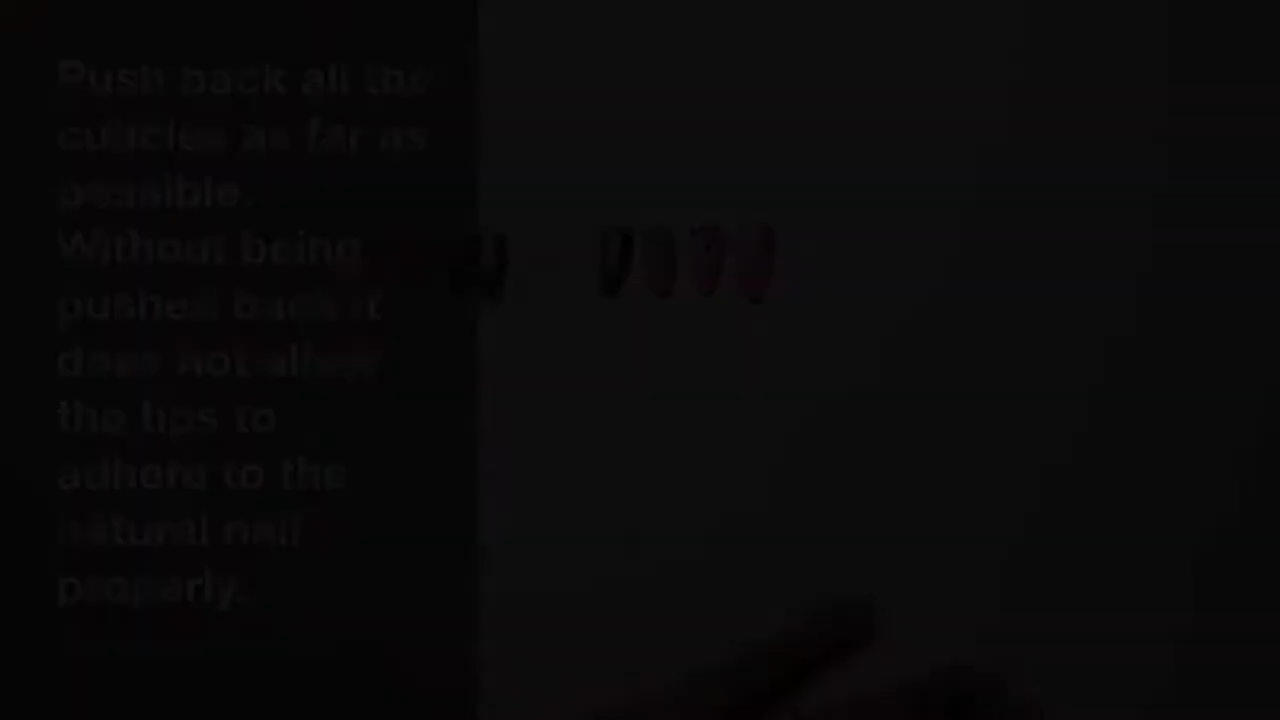 Push back all the
cuticles as far as
possible.
Without being
pushed back it
does not allow
the tips to
adhere to the
natural nail
properly.